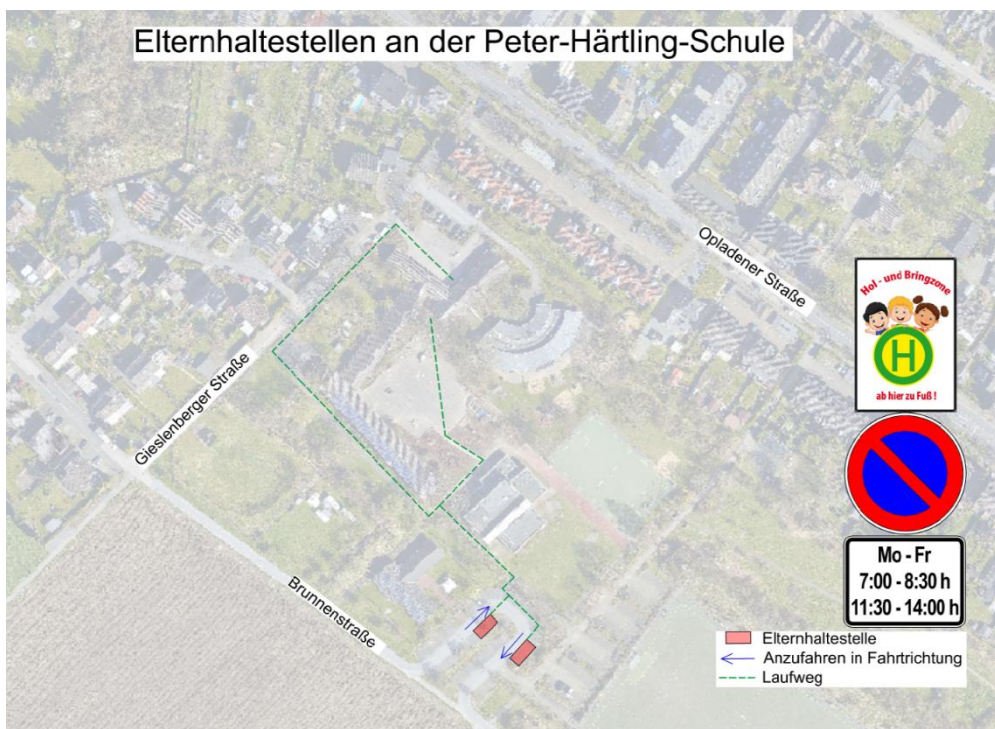 Elternhaltestellen an der Peter-Härtling-Schule
Opladener Straße
Gieslenberger Straße
Brunnenstraße
Hol - und Bringzone
H
ab hier zu Fuß !
Mo - Fr
7:00 - 8:30 h
11:30 - 14:00 h
Elternhaltestelle
Anzufahren in Fahrtrichtung
Laufweg